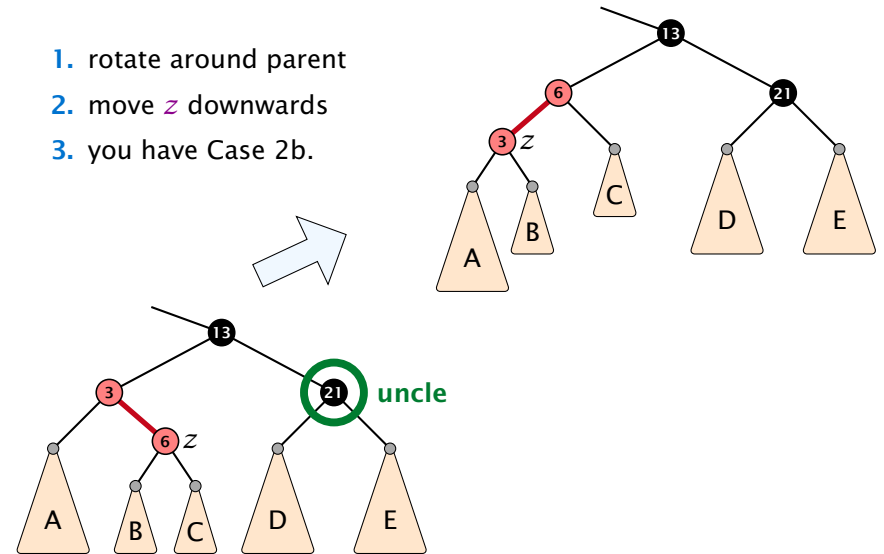 1. rotate around parent
2. move z downwards
3. you have Case 2b.
13
6
21
3 z
A B C D E
13
3
21 uncle
6 z
A B C D E